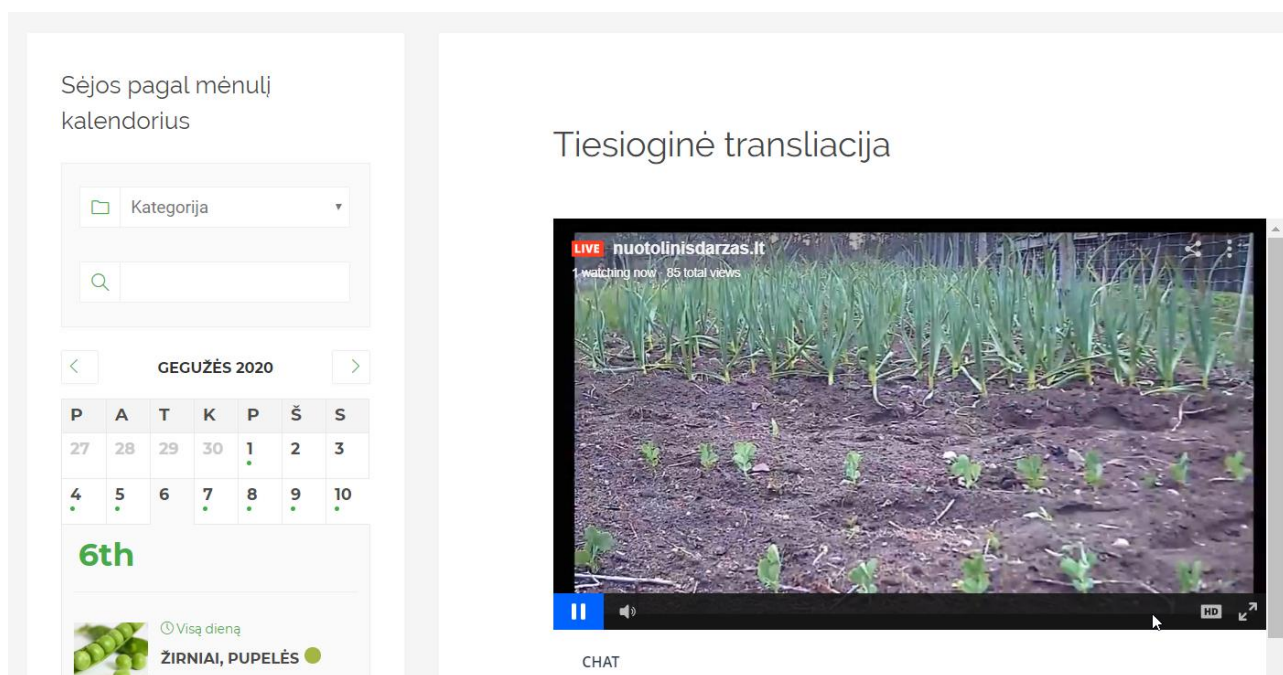 Sėjos pagal mėnulį
kalendorius
Kategorija
GEGUŽĖS 2020
P A T K P Š S
27 28 29 30 1 2 3
4 5 6 7 8 9 10
6th
Visą dieną
ŽIRNIAI, PUPELĖS
Tiesioginė transliacija
LIVE nuotolinisdarzas.lt
1 watching now · 85 total views
HD
CHAT